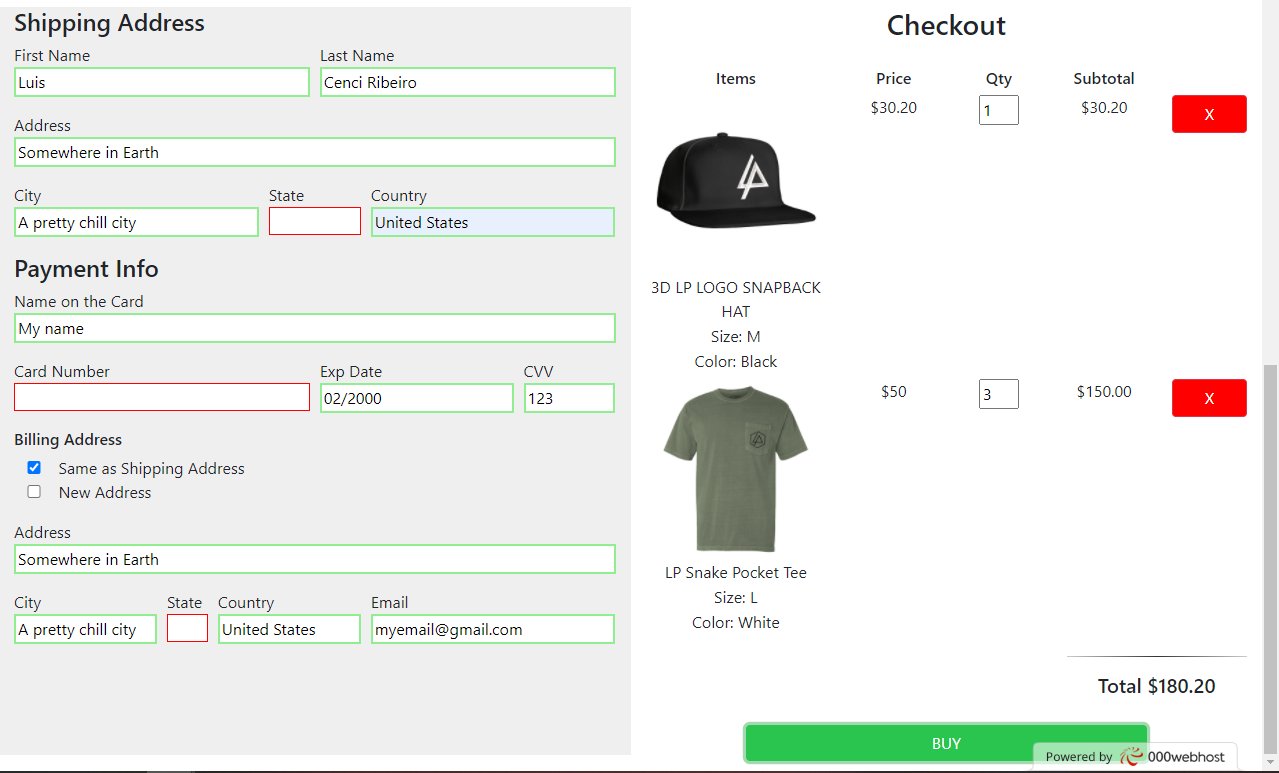 Shipping Address
First Name Last Name
Luis Cenci Ribeiro
Address
Somewhere in Earth
City State Country
A pretty chill city United States
Payment Info
Name on the Card
My name
Card Number Exp Date CVV
02/2000 123
Billing Address
Same as Shipping Address
New Address
Address
Somewhere in Earth
City State Country Email
A pretty chill city United States myemail@gmail.com
Checkout
Items Price Qty Subtotal
$30.20 1 $30.20 X
3D LP LOGO SNAPBACK
HAT
Size: M
Color: Black
$50 3 $150.00 X
LP Snake Pocket Tee
Size: L
Color: White
Total $180.20
BUY
Powered by 000webhost